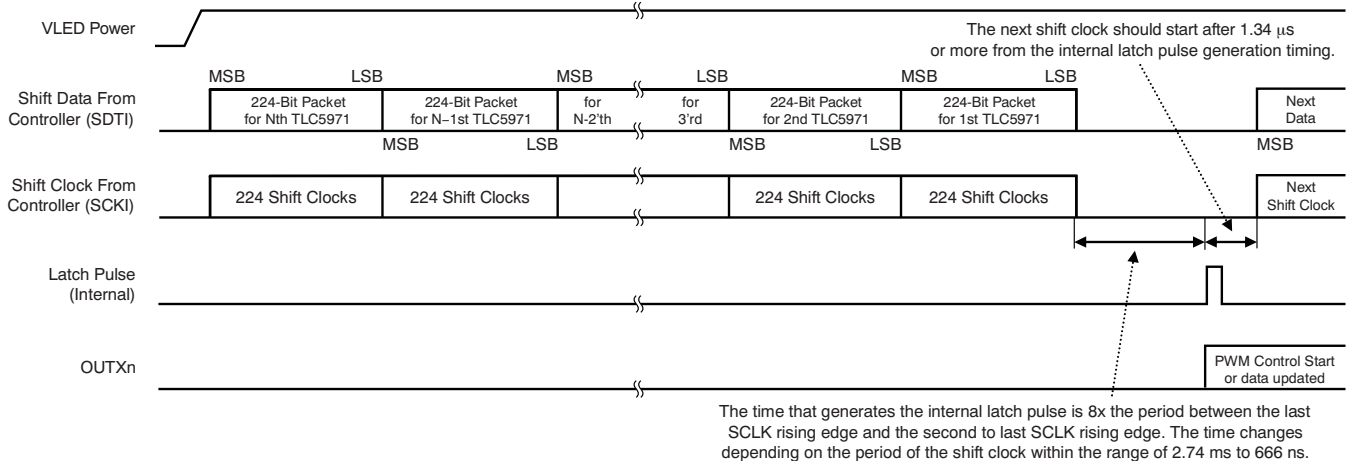 VLED Power
The next shift clock should start after 1.34 μs
or more from the internal latch pulse generation timing.
MSB LSB MSB LSB MSB LSB
Shift Data From
Controller (SDTI)
224-Bit Packet
for Nth TLC5971
224-Bit Packet
for N−1st TLC5971
for
N-2'th
for
3'rd
224-Bit Packet
for 2nd TLC5971
224-Bit Packet
for 1st TLC5971
Next
Data
MSB LSB MSB LSB MSB
Shift Clock From
Controller (SCKI)
224 Shift Clocks
224 Shift Clocks
224 Shift Clocks
224 Shift Clocks
Next
Shift Clock
Latch Pulse
(Internal)
OUTXn
PWM Control Start
or data updated
The time that generates the internal latch pulse is 8x the period between the last
SCLK rising edge and the second to last SCLK rising edge. The time changes
depending on the period of the shift clock within the range of 2.74 ms to 666 ns.